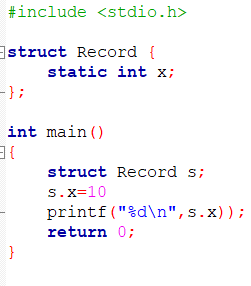 #include <stdio.h>
struct Record {
    static int x;
};
int main()
{
    struct Record s;
    s.x=10
    printf("%d\n",s.x));
    return 0;
}